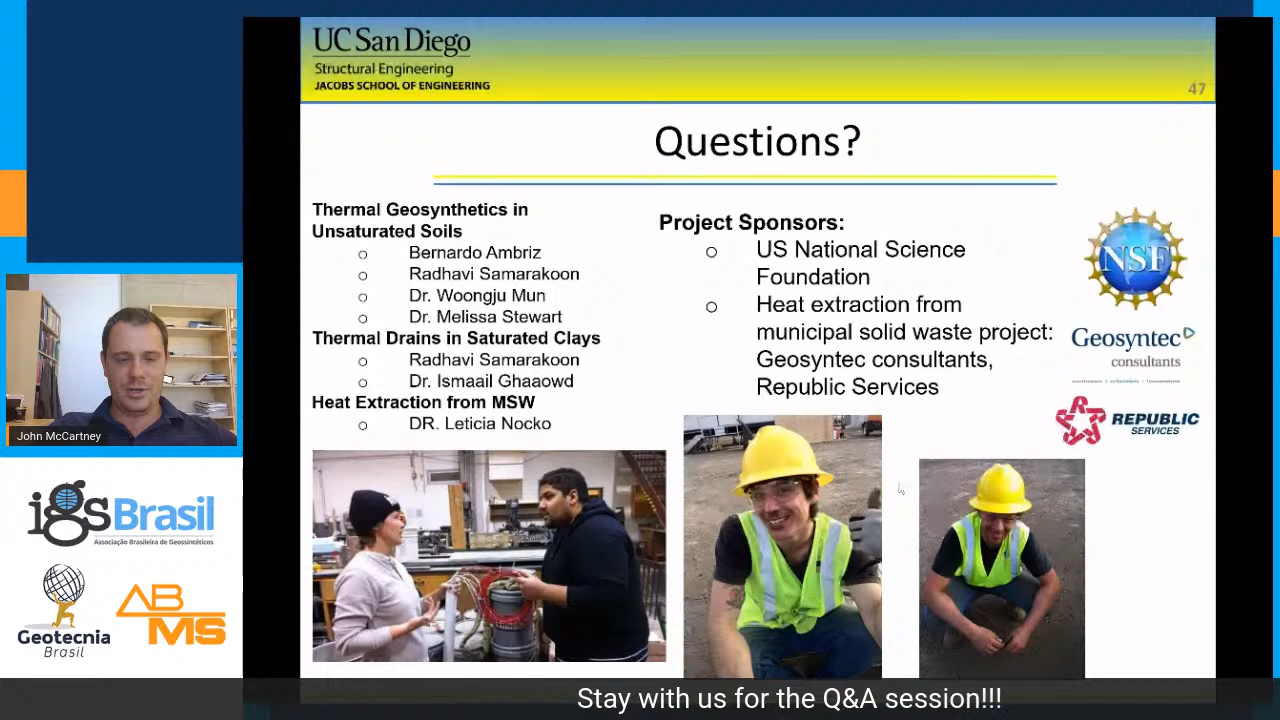 UC San Diego
Structural Engineering
JACOBS SCHOOL OF ENGINEERING
47
Questions?
Thermal Geosynthetics in
Unsaturated Soils
o Bernardo Ambriz
o Radhavi Samarakoon
o Dr. Woongju Mun
o Dr. Melissa Stewart
Thermal Drains in Saturated Clays
o Radhavi Samarakoon
o Dr. Ismaail Ghaaowd
Heat Extraction from MSW
o DR. Leticia Nocko
Project Sponsors:
o US National Science
Foundation
o Heat extraction from
municipal solid waste project:
Geosyntec consultants,
Republic Services
NSF
Geosyntec
consultants
REPUBLIC
SERVICES
John McCartney
igs Brasil
Associação Brasileira de Geossintéticos
Geotecnia
Brasil
ABMS
Stay with us for the Q&A session!!!